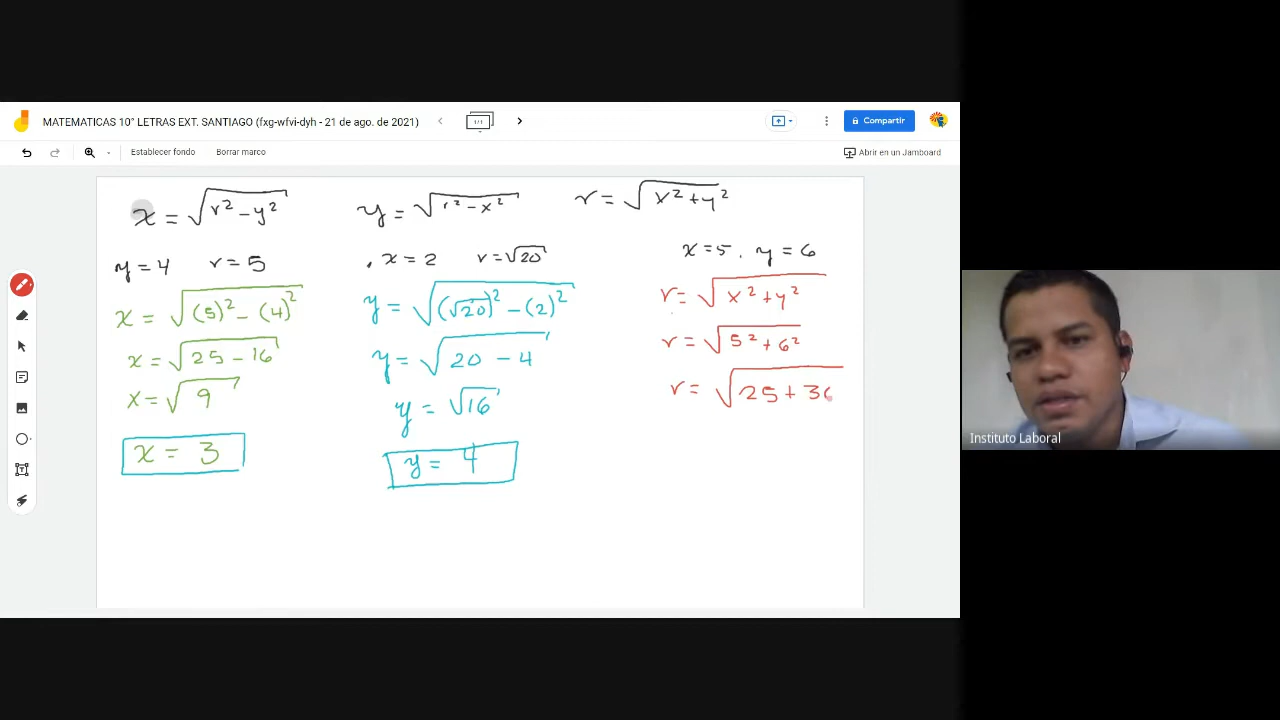 MATEMATICAS 10° LETRAS EXT. SANTIAGO (fxg-wfvi-dyh - 21 de ago. de 2021)
1/1
Compartir
Establecer fondo
Borrar marco
Abrir en un Jamboard
x = √(r² - y²)
y = √(r² - x²)
r = √(x² + y²)
y = 4 r = 5
. x = 2 r = √20
x = 5 . y = 6
x = √((5)² - (4)²)
y = √((√20)² - (2)²)
r = √(x² + y²)
x = √(25 - 16)
y = √(20 - 4)
r = √(5² + 6²)
x = √9
y = √16
r = √(25 + 36)
x = 3
y = 4
Instituto Laboral